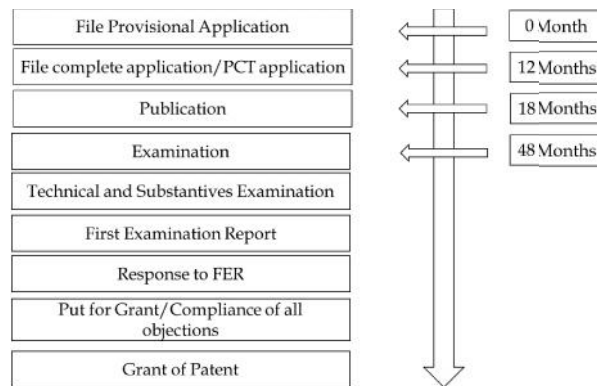 File Provisional Application
0 Month
File complete application/PCT application
12 Months
Publication
18 Months
Examination
48 Months
Technical and Substantives Examination
First Examination Report
Response to FER
Put for Grant/Compliance of all
objections
Grant of Patent